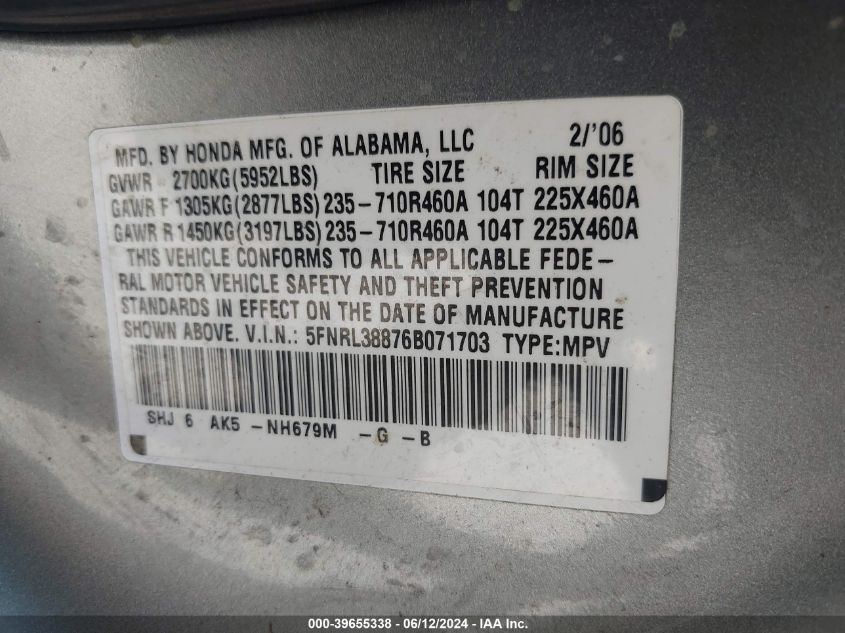 MFD. BY HONDA MFG. OF ALABAMA, LLC 2/'06
GVWR - 2700KG(5952LBS) TIRE SIZE RIM SIZE
GAWR F 1305KG(2877LBS) 235-710R460A 104T 225X460A
GAWR R 1450KG(3197LBS) 235-710R460A 104T 225X460A
THIS VEHICLE CONFORMS TO ALL APPLICABLE FEDE-
RAL MOTOR VEHICLE SAFETY AND THEFT PREVENTION
STANDARDS IN EFFECT ON THE DATE OF MANUFACTURE
SHOWN ABOVE. V.I.N.: 5FNRL38876B071703 TYPE:MPV
SHJ 6 AK5 -NH679M -G -B
000-39655338 - 06/12/2024 - IAAI Inc.